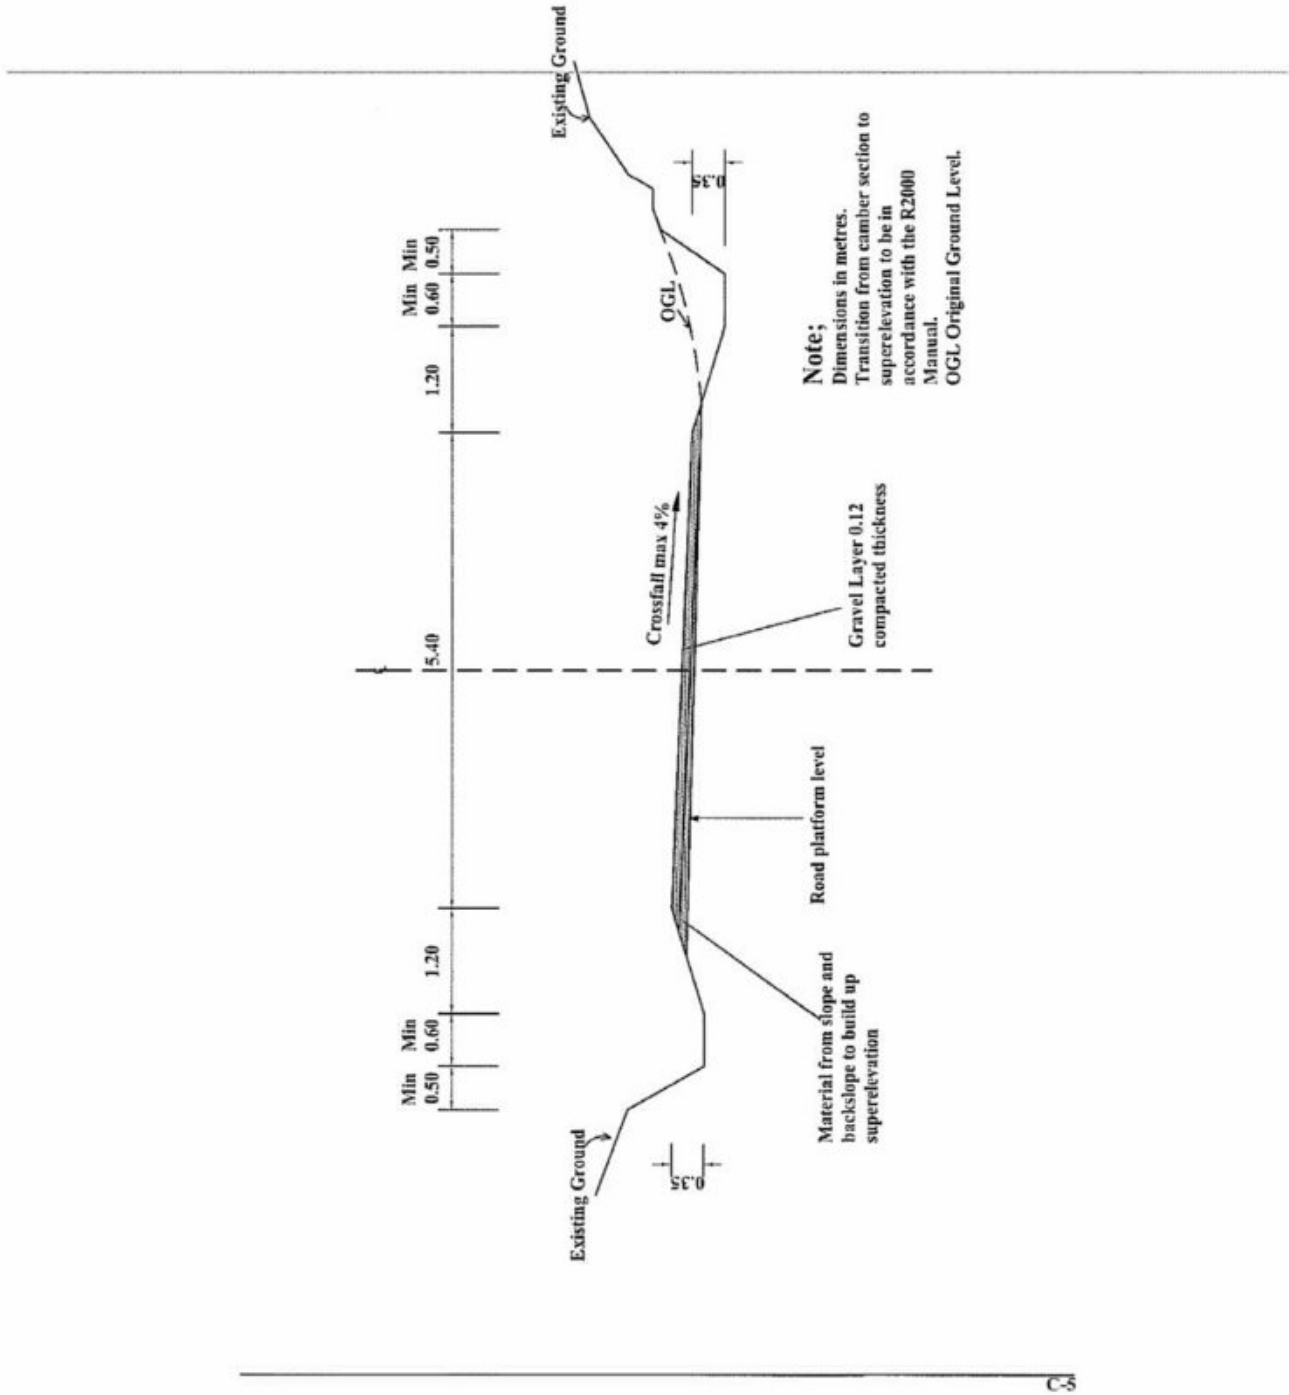 Min Min
0.50 0.60
1.20
5.40
1.20
Min Min
0.60 0.50
Existing Ground
Existing Ground
Crossfall max 4%
OGL
0.35
0.35
Material from slope and
backslope to build up
superelevation
Road platform level
Gravel Layer 0.12
compacted thickness
Note;
Dimensions in metres.
Transition from camber section to
superelevation to be in
accordance with the R2000
Manual.
OGL Original Ground Level.
C-5